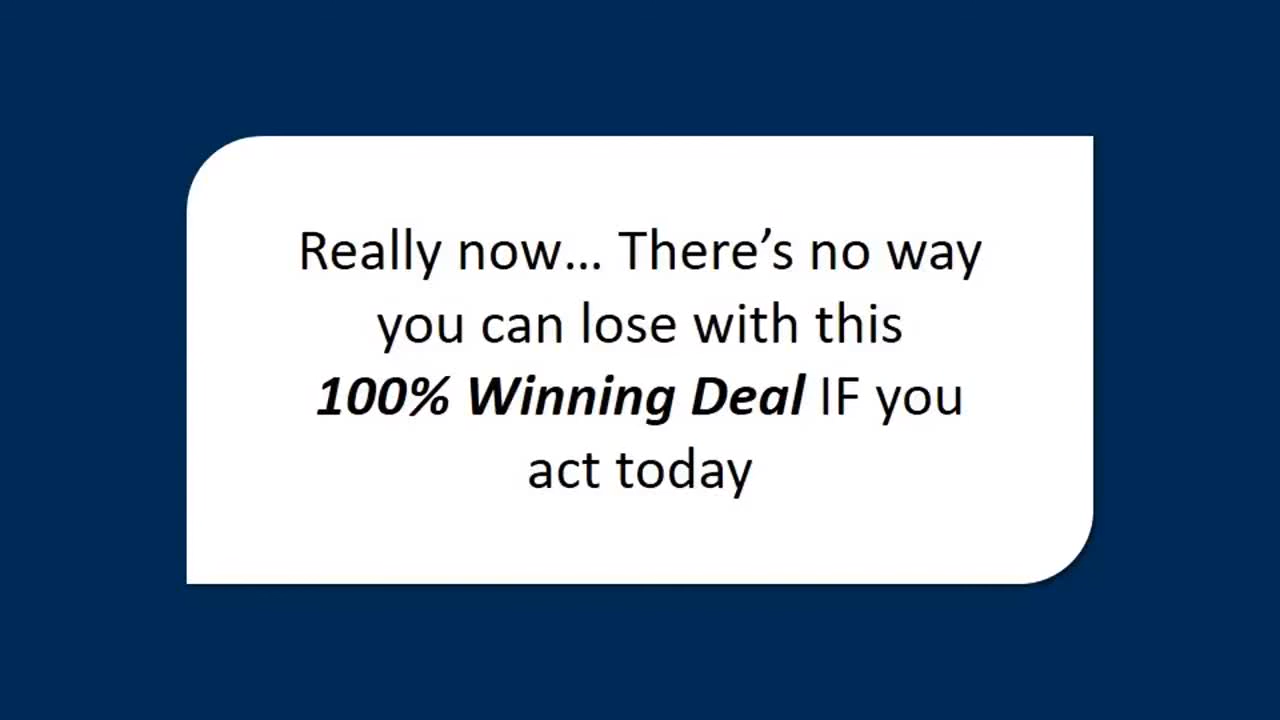 Really now... There’s no way
you can lose with this
100% Winning Deal IF you
act today